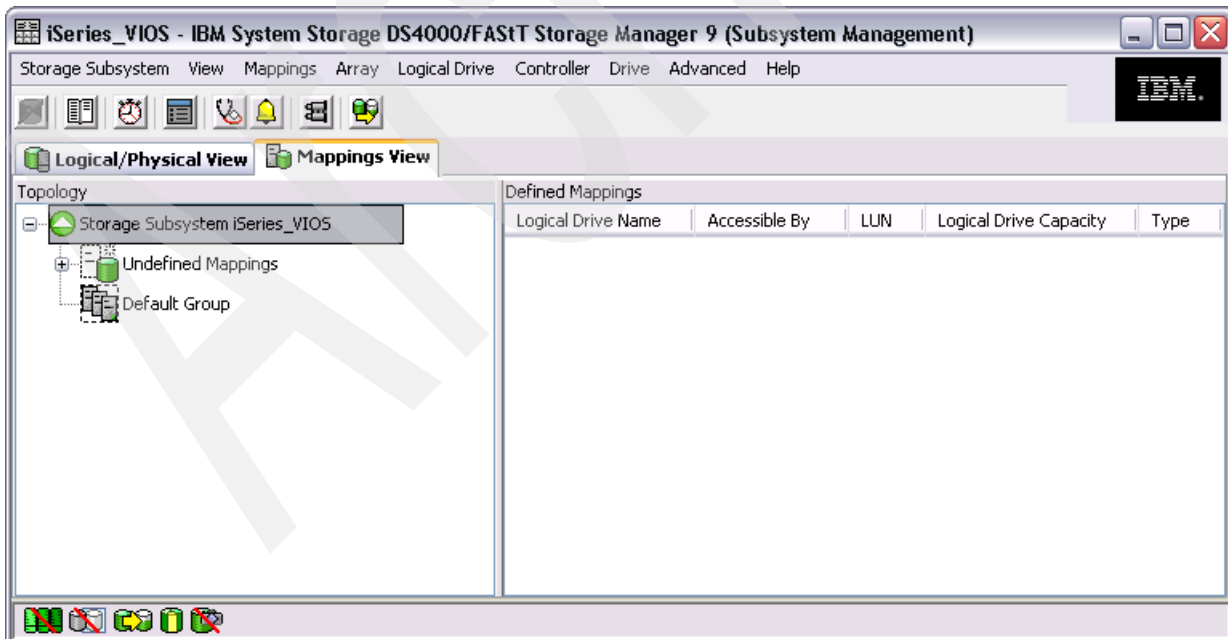 iSeries_VIOS - IBM System Storage DS4000/FAStT Storage Manager 9 (Subsystem Management)
Storage Subsystem View Mappings Array Logical Drive Controller Drive Advanced Help
IBM.
Logical/Physical View Mappings View
Topology
Storage Subsystem iSeries_VIOS
Undefined Mappings
Default Group
Defined Mappings
Logical Drive Name Accessible By LUN Logical Drive Capacity Type